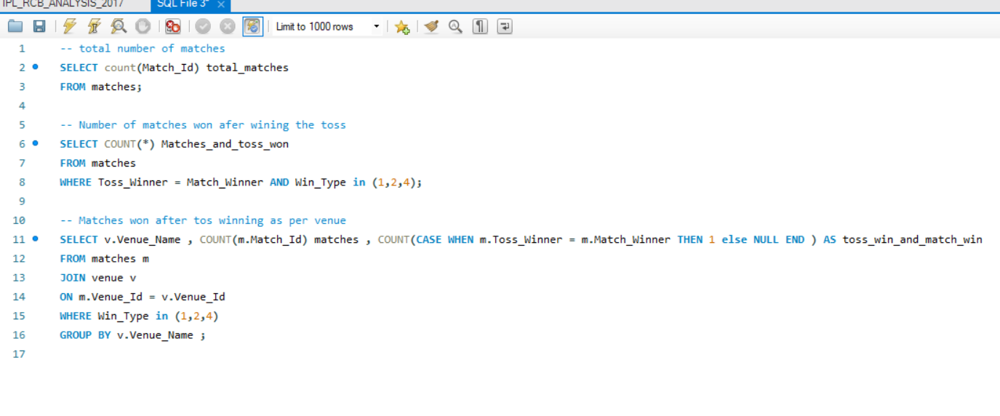 IPL_RCB_ANALYSIS_2017 SQL File 3* ×
Limit to 1000 rows
1 -- total number of matches
2 SELECT count(Match_Id) total_matches
3 FROM matches;
4
5 -- Number of matches won afer wining the toss
6 SELECT COUNT(*) Matches_and_toss_won
7 FROM matches
8 WHERE Toss_Winner = Match_Winner AND Win_Type in (1,2,4);
9
10 -- Matches won after tos winning as per venue
11 SELECT v.Venue_Name , COUNT(m.Match_Id) matches , COUNT(CASE WHEN m.Toss_Winner = m.Match_Winner THEN 1 else NULL END ) AS toss_win_and_match_win
12 FROM matches m
13 JOIN venue v
14 ON m.Venue_Id = v.Venue_Id
15 WHERE Win_Type in (1,2,4)
16 GROUP BY v.Venue_Name ;
17